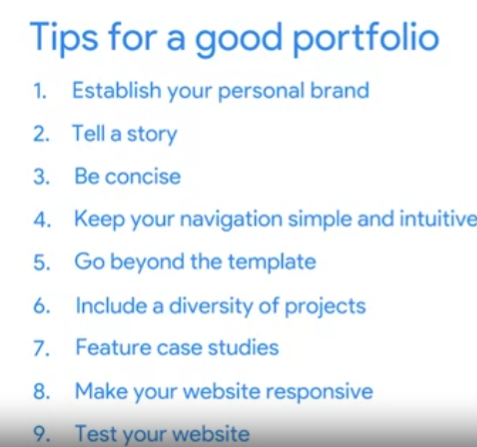 Tips for a good portfolio
1. Establish your personal brand
2. Tell a story
3. Be concise
4. Keep your navigation simple and intuitive
5. Go beyond the template
6. Include a diversity of projects
7. Feature case studies
8. Make your website responsive
9. Test your website